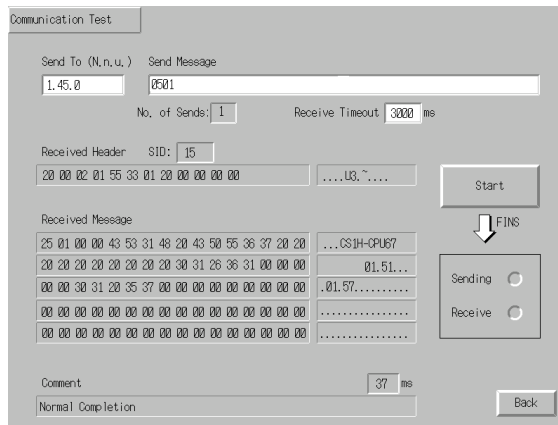 Communication Test
Send To (N.n.u.) Send Message
1.45.0 0501
No. of Sends: 1 Receive Timeout 3000 ms
Received Header SID: 15
20 00 02 01 55 33 01 20 00 00 00 00 ....U3.~....
Start
Received Message
FINS
25 01 00 00 43 53 31 48 20 43 50 55 36 37 20 20 ...CS1H-CPU67
20 20 20 20 20 20 20 20 30 31 26 36 31 00 00 00 01.51...
Sending
00 00 30 31 20 35 37 00 00 00 00 00 00 00 00 00 .01.57..........
00 00 00 00 00 00 00 00 00 00 00 00 00 00 00 00 ................
Receive
00 00 00 00 00 00 00 00 00 00 00 00 00 00 00 00 ................
Comment 37 ms
Normal Completion
Back